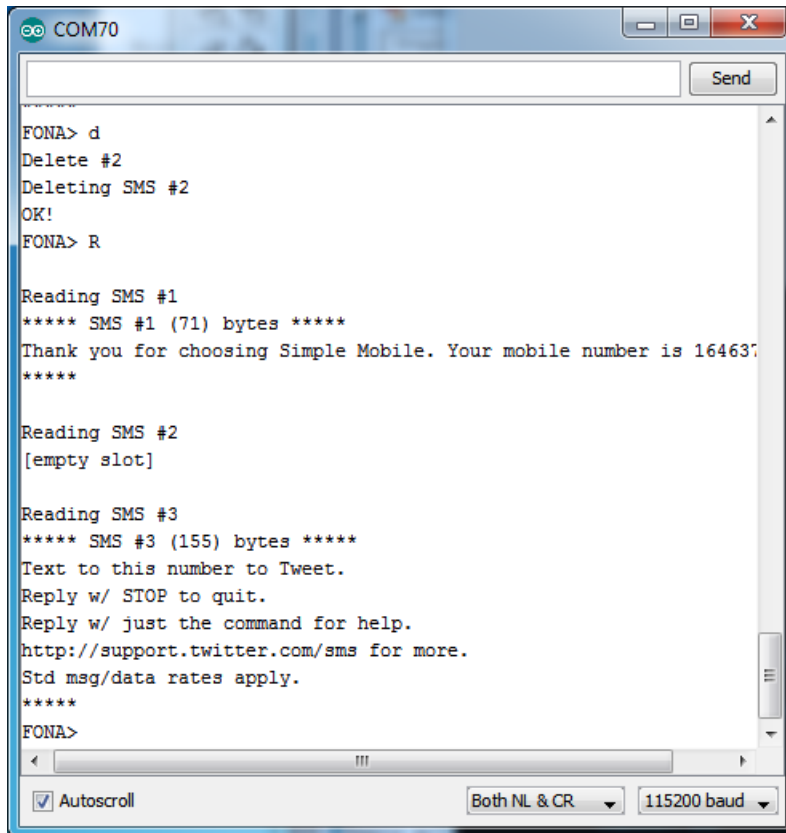 COM70
Send
*****
FONA> d
Delete #2
Deleting SMS #2
OK!
FONA> R
Reading SMS #1
***** SMS #1 (71) bytes *****
Thank you for choosing Simple Mobile. Your mobile number is 164637
*****
Reading SMS #2
[empty slot]
Reading SMS #3
***** SMS #3 (155) bytes *****
Text to this number to Tweet.
Reply w/ STOP to quit.
Reply w/ just the command for help.
http://support.twitter.com/sms for more.
Std msg/data rates apply.
*****
FONA>
Autoscroll Both NL & CR 115200 baud